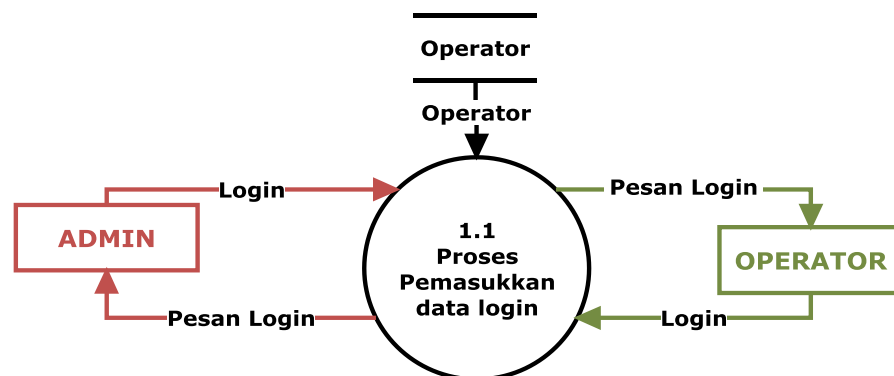 Operator
Operator
Login
Pesan Login
ADMIN
1.1
Proses
Pemasukkan
data login
OPERATOR
Pesan Login
Login